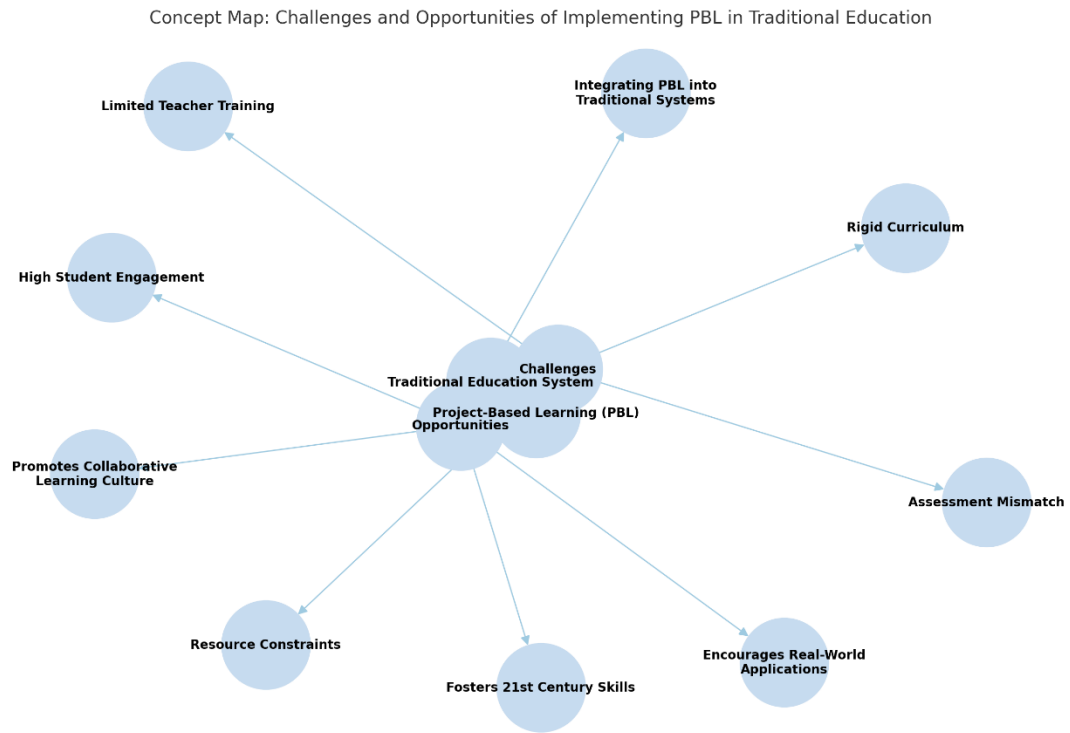 Concept Map: Challenges and Opportunities of Implementing PBL in Traditional Education
Integrating PBL into
Traditional Systems
Limited Teacher Training
Rigid Curriculum
High Student Engagement
Challenges
Traditional Education System
Project-Based Learning (PBL)
Opportunities
Promotes Collaborative
Learning Culture
Assessment Mismatch
Resource Constraints
Encourages Real-World
Applications
Fosters 21st Century Skills